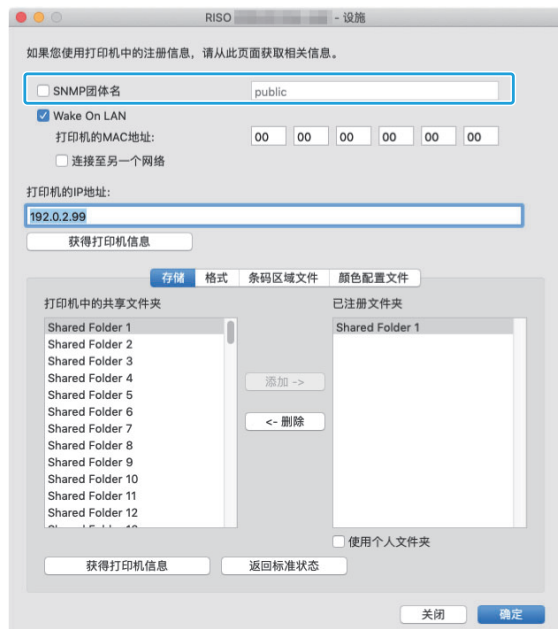 RISO - 设施
如果您使用打印机中的注册信息，请从此页面获取相关信息。
SNMP团体名 public
Wake On LAN
打印机的MAC地址: 00 00 00 00 00 00
连接至另一个网络
打印机的IP地址:
192.0.2.99
获得打印机信息
存储 格式 条码区域文件 颜色配置文件
打印机中的共享文件夹 已注册文件夹
Shared Folder 1 Shared Folder 1
Shared Folder 2
Shared Folder 3
Shared Folder 4
Shared Folder 5 添加 ->
Shared Folder 6
Shared Folder 7 <- 删除
Shared Folder 8
Shared Folder 9
Shared Folder 10
Shared Folder 11
Shared Folder 12
使用个人文件夹
获得打印机信息 返回标准状态
关闭 确定